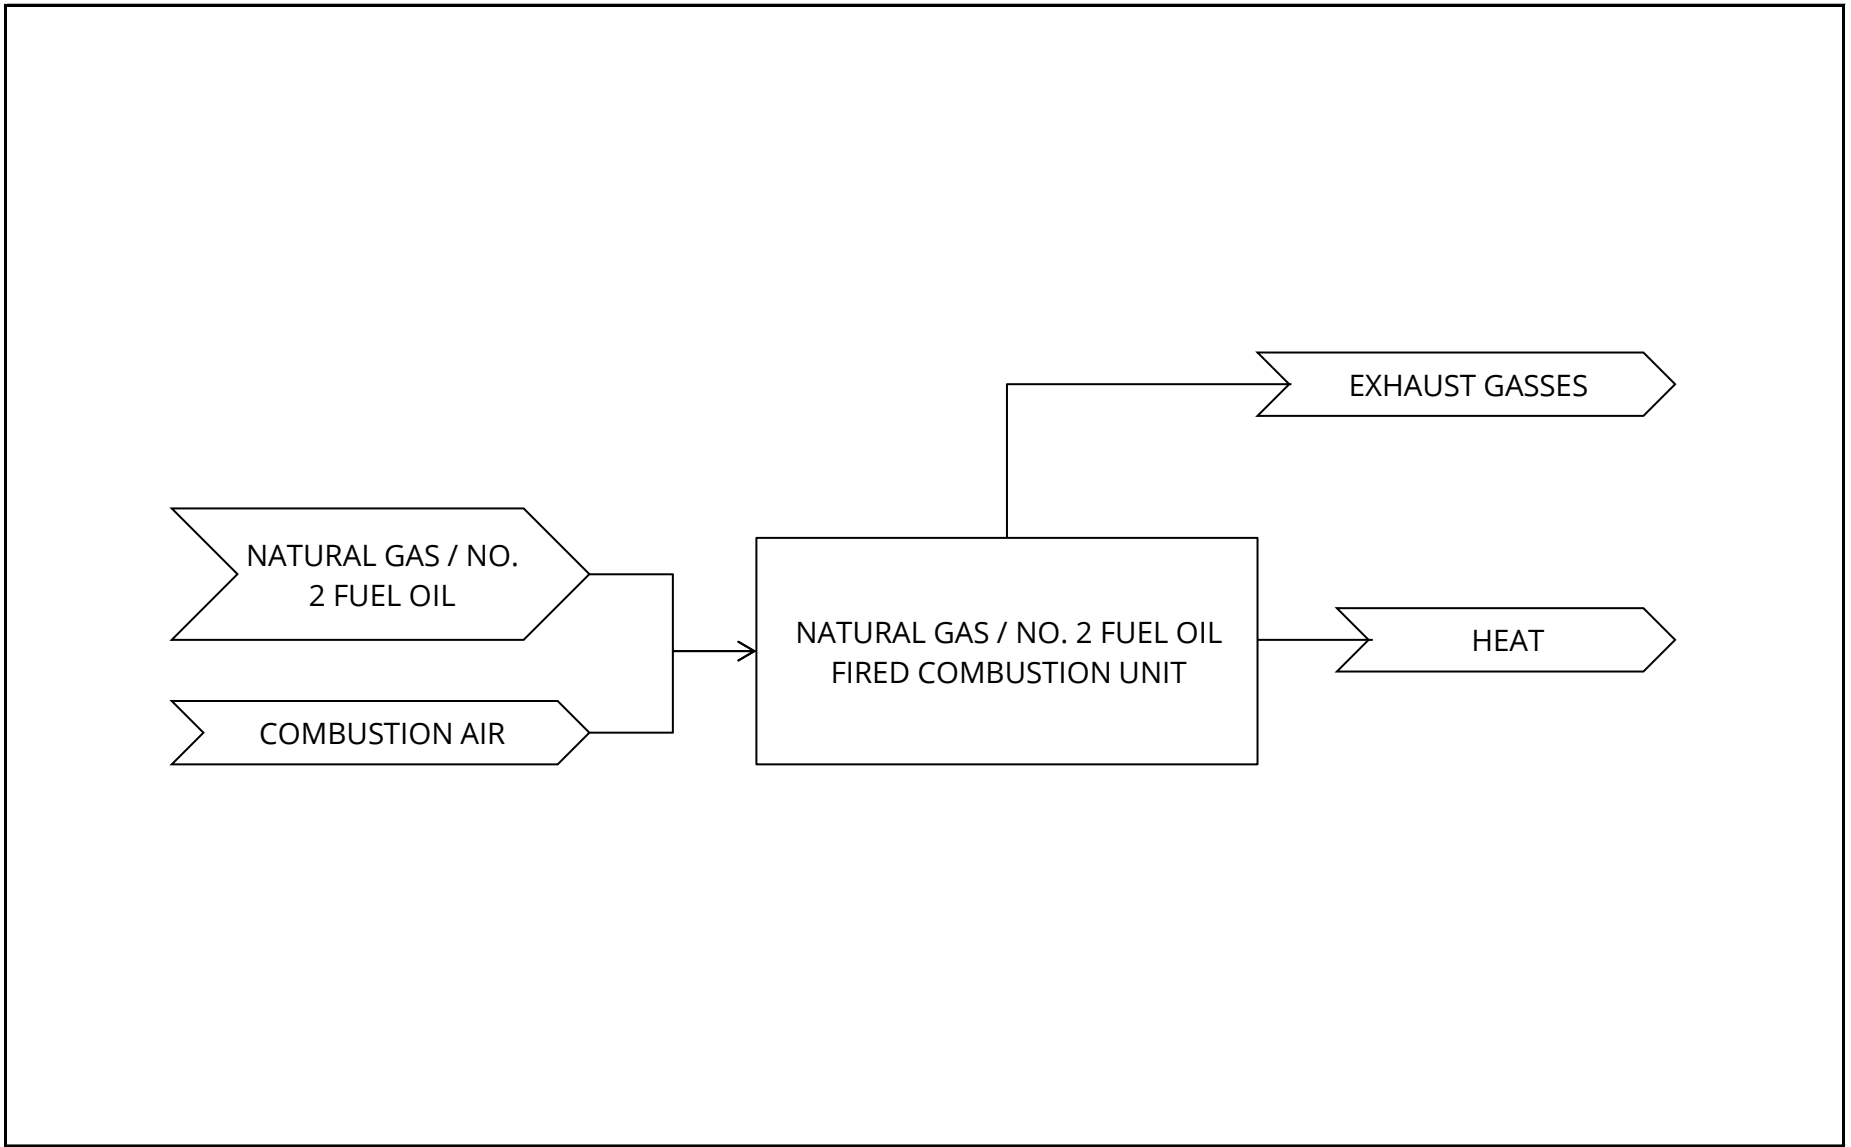 EXHAUST GASSES
NATURAL GAS / NO.
2 FUEL OIL
NATURAL GAS / NO. 2 FUEL OIL
FIRED COMBUSTION UNIT
HEAT
COMBUSTION AIR